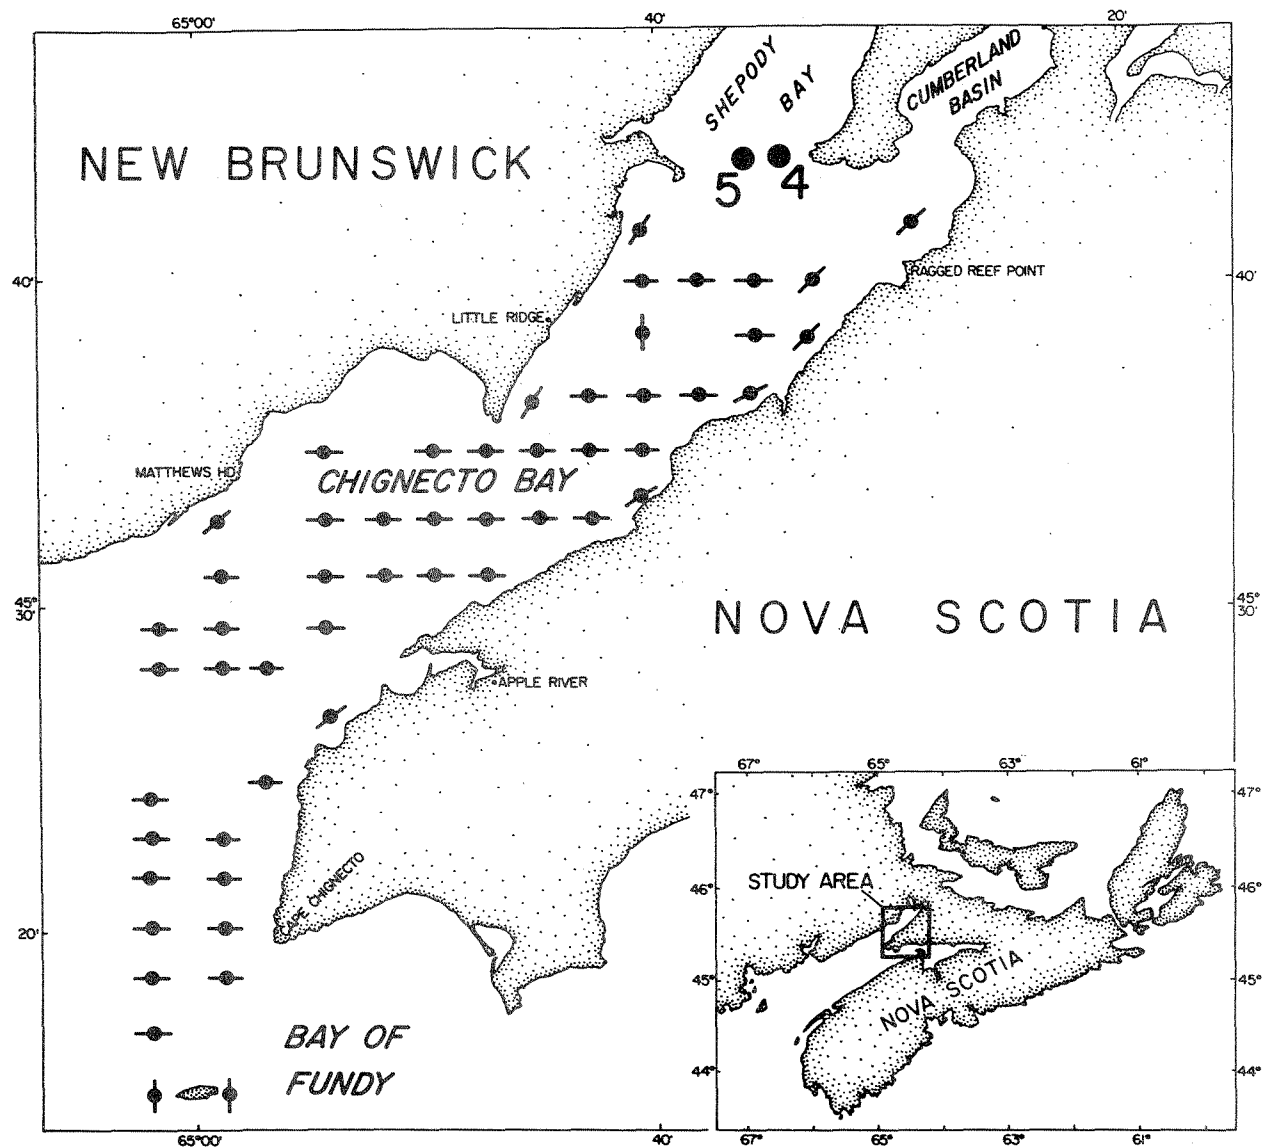 65°00'
40'
20'
SHEPODY
BAY
CUMBERLAND
BASIN
NEW BRUNSWICK
5
4
RAGGED REEF POINT
40'
40'
LITTLE RIDGE
MATTHEWS HD
CHIGNECTO BAY
45°
30'
45°
30'
NOVA SCOTIA
APPLE RIVER
CAPE CHIGNECTO
20'
BAY OF
FUNDY
65°00'
40'
67°
65°
63°
61°
47°
47°
STUDY AREA
46°
46°
45°
45°
NOVA SCOTIA
44°
44°
67°
65°
63°
61°